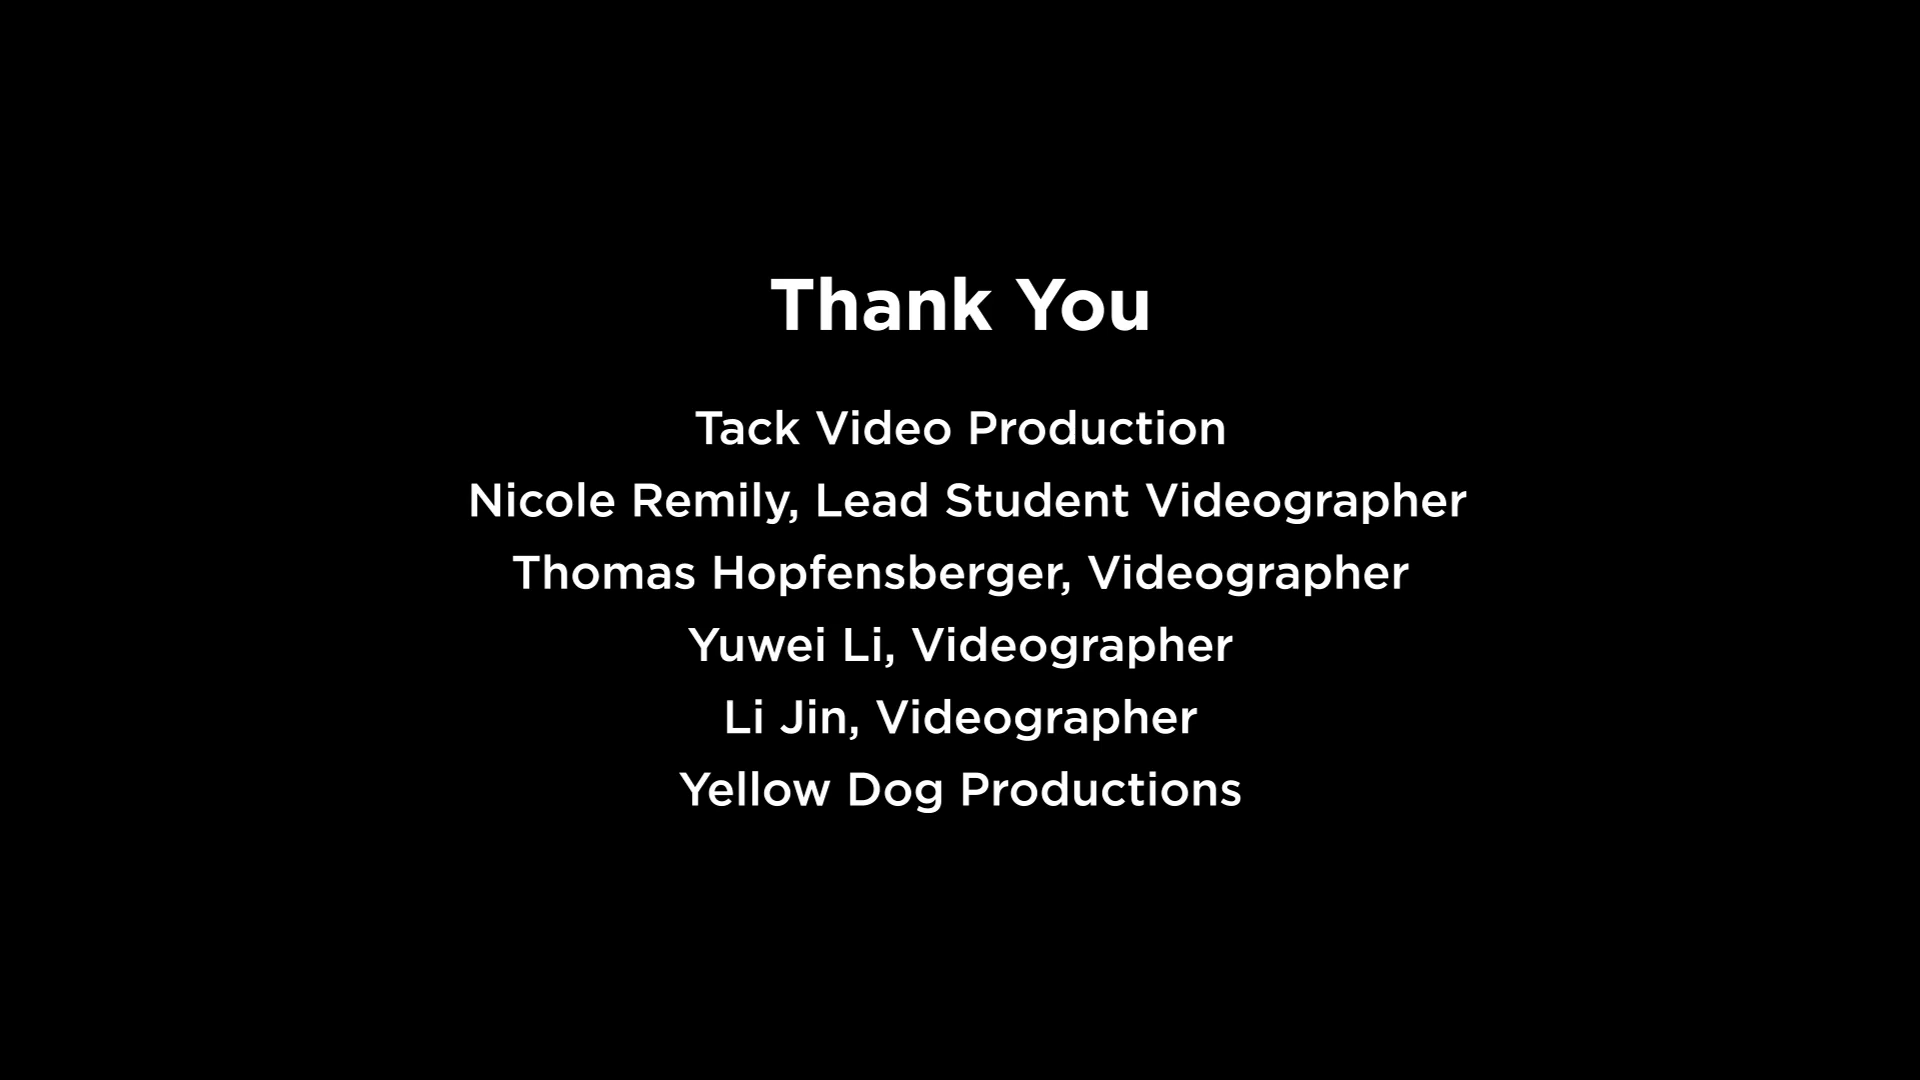 Thank You
Tack Video Production
Nicole Remily, Lead Student Videographer
Thomas Hopfensberger, Videographer
Yuwei Li, Videographer
Li Jin, Videographer
Yellow Dog Productions